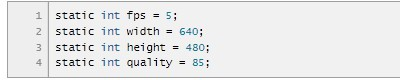 1 static int fps = 5;
2 static int width = 640;
3 static int height = 480;
4 static int quality = 85;